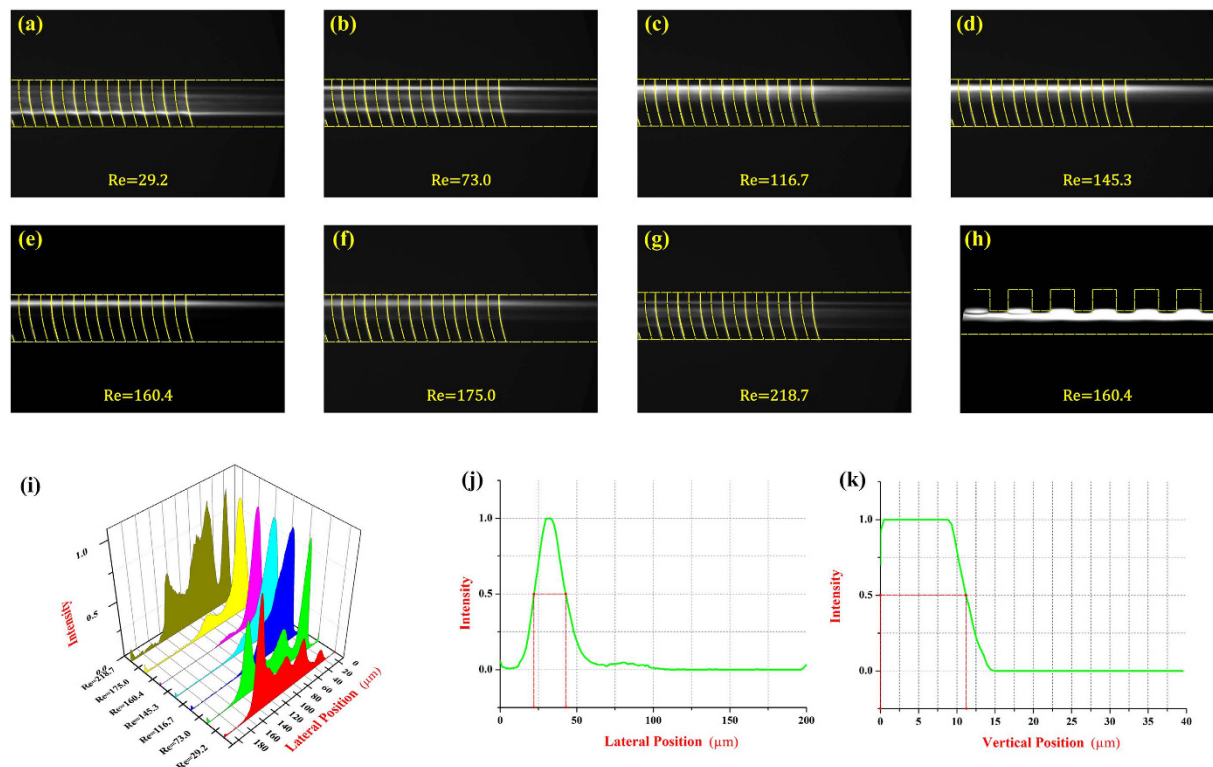 (a)
Re=29.2
(b)
Re=73.0
(c)
Re=116.7
(d)
Re=145.3
(e)
Re=160.4
(f)
Re=175.0
(g)
Re=218.7
(h)
Re=160.4
(i)
Intensity
1.0
0.5
0.0
Re=218.7
Re=175.0
Re=160.4
Re=145.3
Re=116.7
Re=73.0
Re=29.2
0
20
40
60
80
100
120
140
160
180
Lateral Position (μm)
(j)
Intensity
1.0
0.5
0.0
0 50 100 150 200
Lateral Position (μm)
(k)
Intensity
1.0
0.5
0.0
0 5 10 15 20 25 30 35 40
Vertical Position (μm)